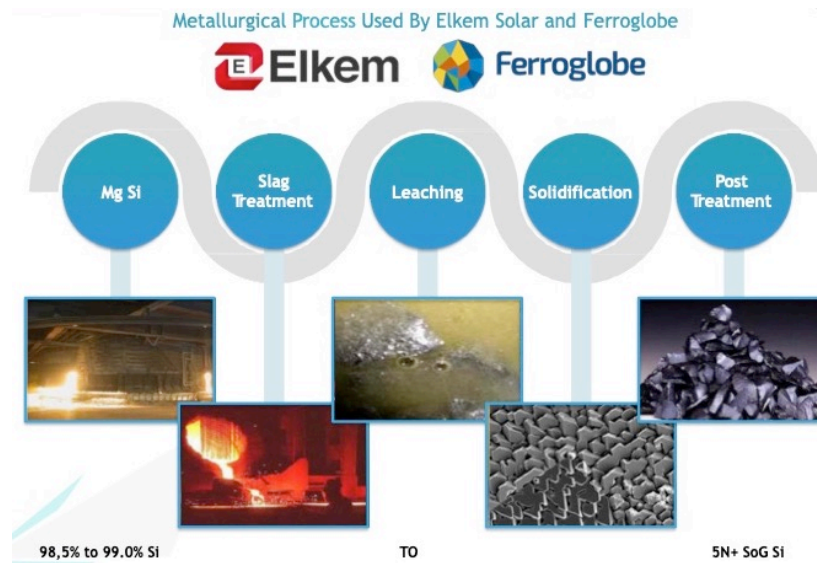 Metallurgical Process Used By Elkem Solar and Ferroglobe
E Elkem
Ferroglobe
Mg Si
Slag
Treatment
Leaching
Solidification
Post
Treatment
98,5% to 99.0% Si
TO
5N+ SoG Si